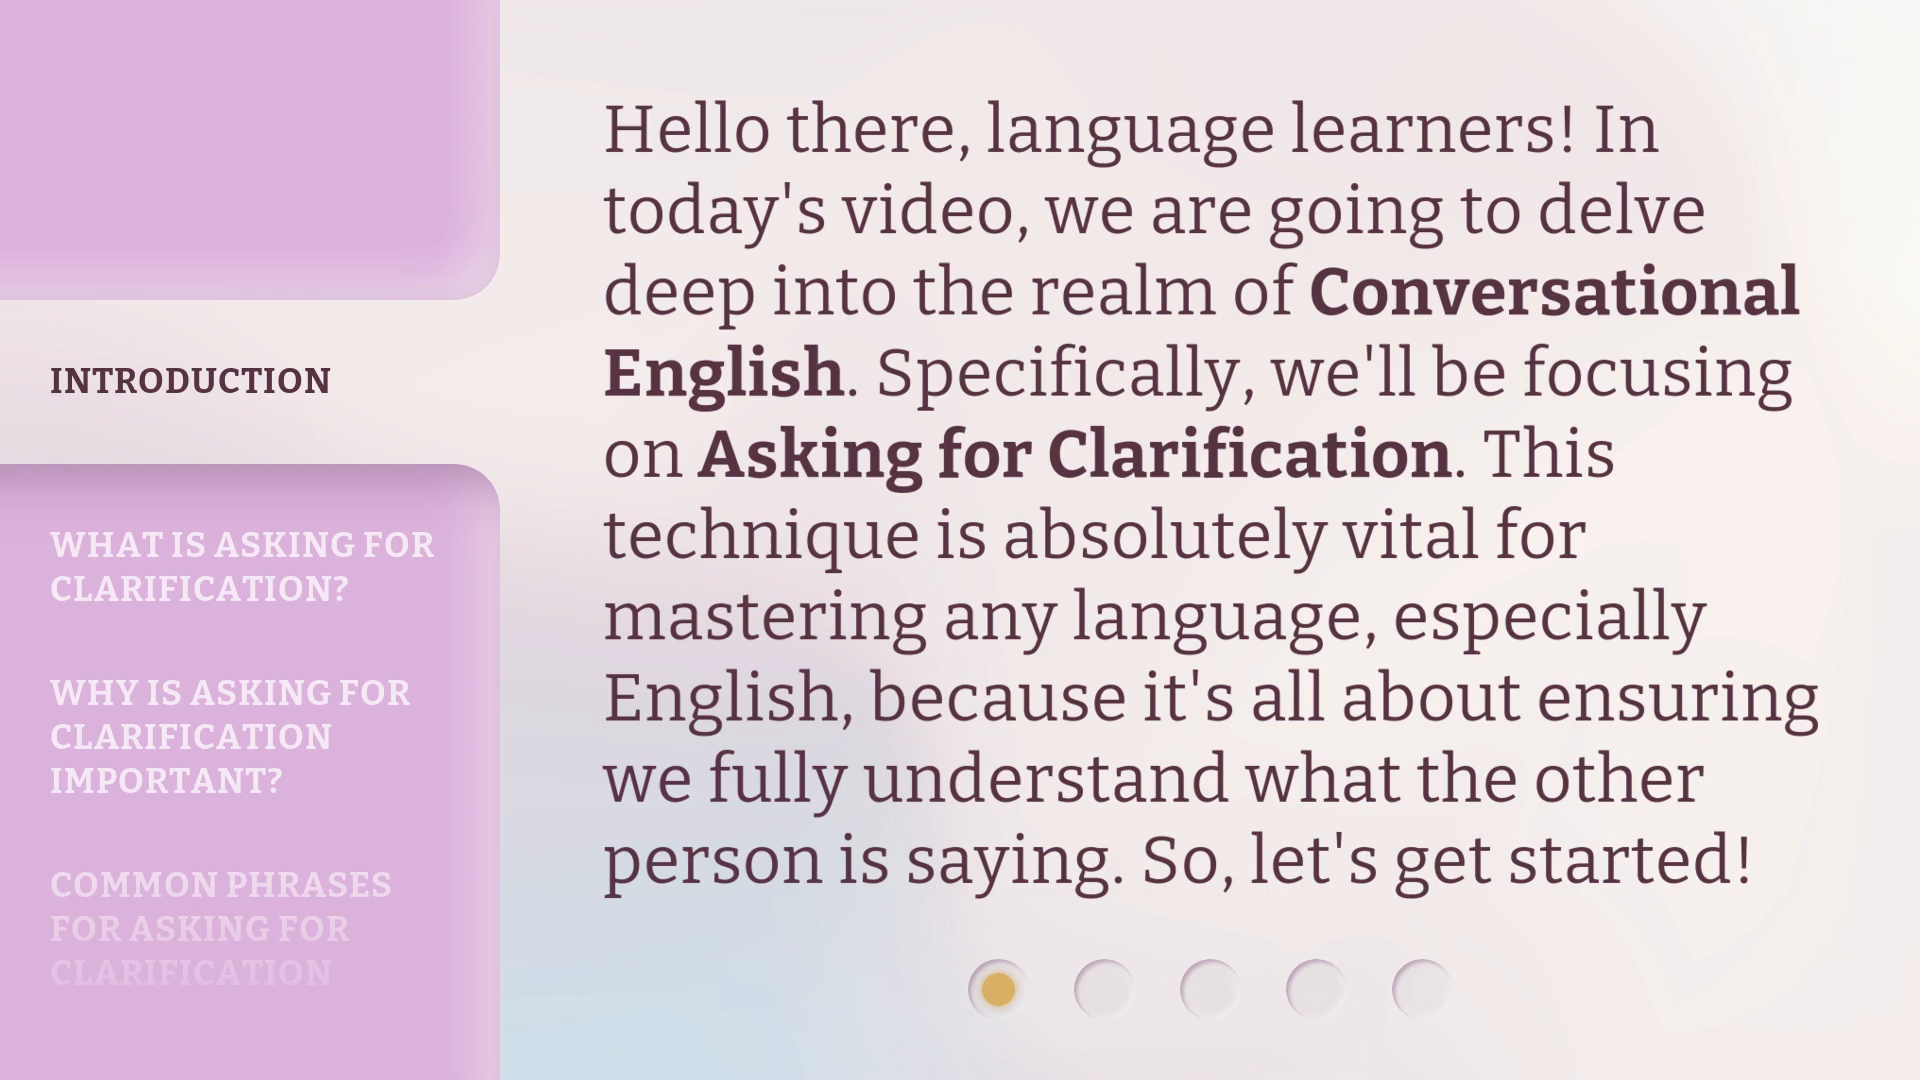 INTRODUCTION
WHAT IS ASKING FOR
CLARIFICATION?
WHY IS ASKING FOR
CLARIFICATION
IMPORTANT?
COMMON PHRASES
FOR ASKING FOR
CLARIFICATION
Hello there, language learners! In
today's video, we are going to delve
deep into the realm of Conversational
English. Specifically, we'll be focusing
on Asking for Clarification. This
technique is absolutely vital for
mastering any language, especially
English, because it's all about ensuring
we fully understand what the other
person is saying. So, let's get started!